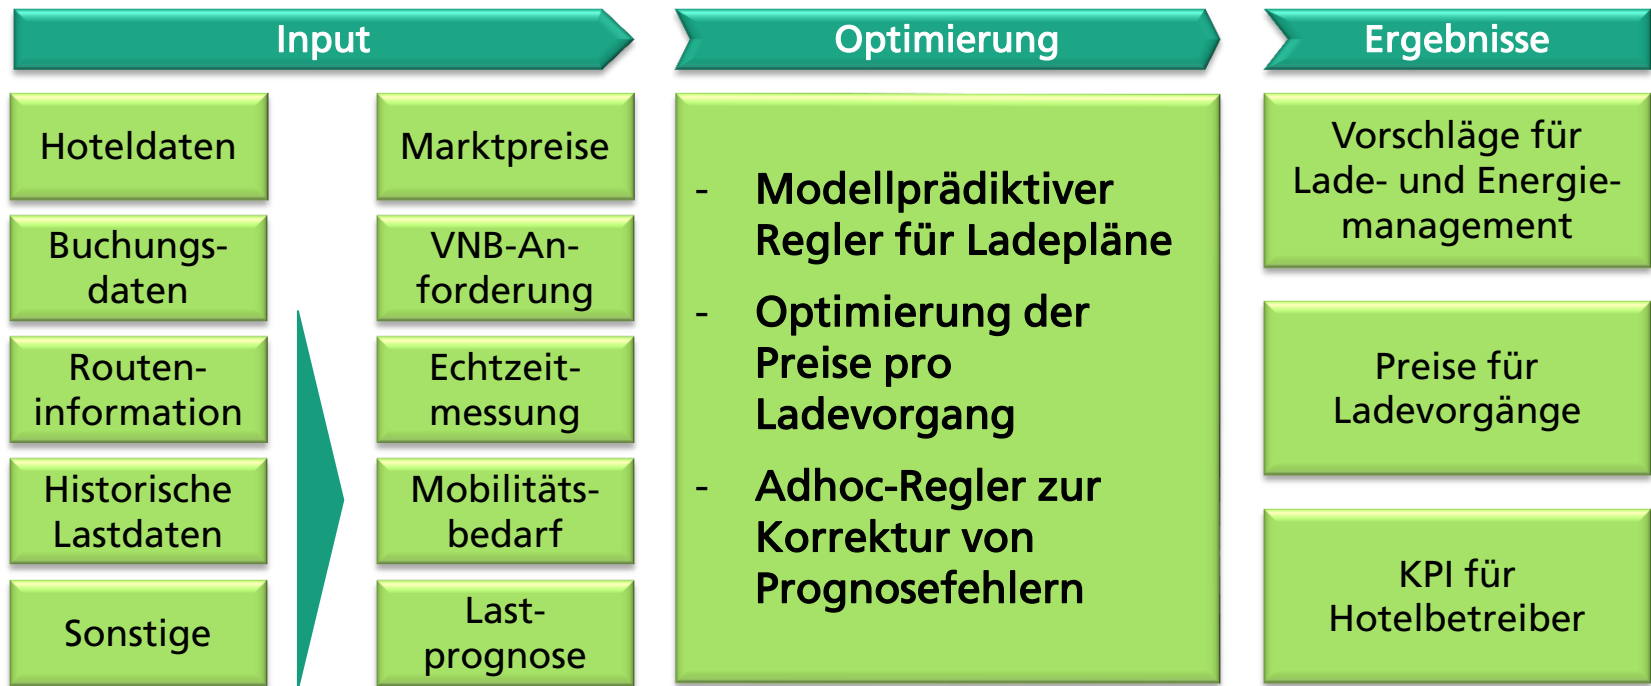 Input
Optimierung
Ergebnisse
Hoteldaten
Buchungs-
daten
Routen-
information
Historische
Lastdaten
Sonstige
Marktpreise
VNB-An-
forderung
Echtzeit-
messung
Mobilitäts-
bedarf
Last-
prognose
- Modellprädiktiver
Regler für Ladepläne
- Optimierung der
Preise pro
Ladevorgang
- Adhoc-Regler zur
Korrektur von
Prognosefehlern
Vorschläge für
Lade- und Energie-
management
Preise für
Ladevorgänge
KPI für
Hotelbetreiber